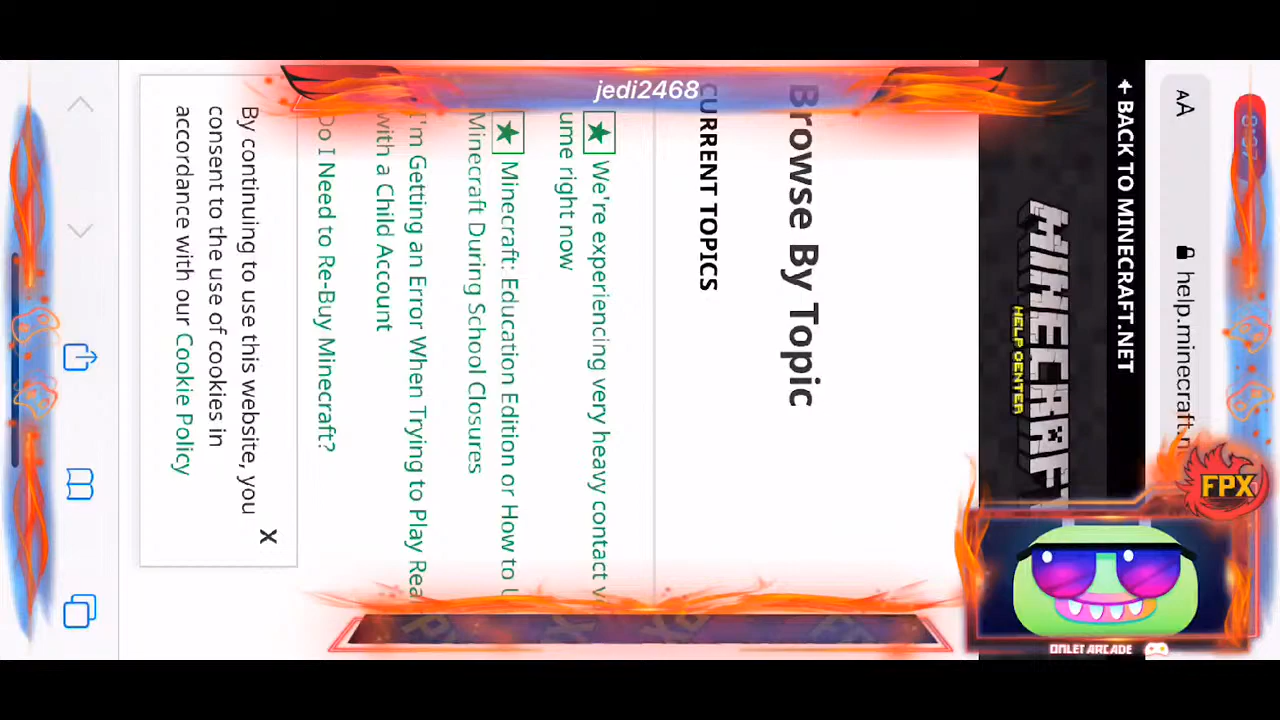 jedi2468
8:37
AA
help.minecraft.n
BACK TO MINECRAFT.NET
MINECRAFT
HELP CENTER
Browse By Topic
CURRENT TOPICS
We're experiencing very heavy contact v
ume right now
Minecraft: Education Edition or How to U
Minecraft During School Closures
I'm Getting an Error When Trying to Play Rea
with a Child Account
Do I Need to Re-Buy Minecraft?
By continuing to use this website, you
consent to the use of cookies in
accordance with our Cookie Policy
X
FPX
OMLET ARCADE